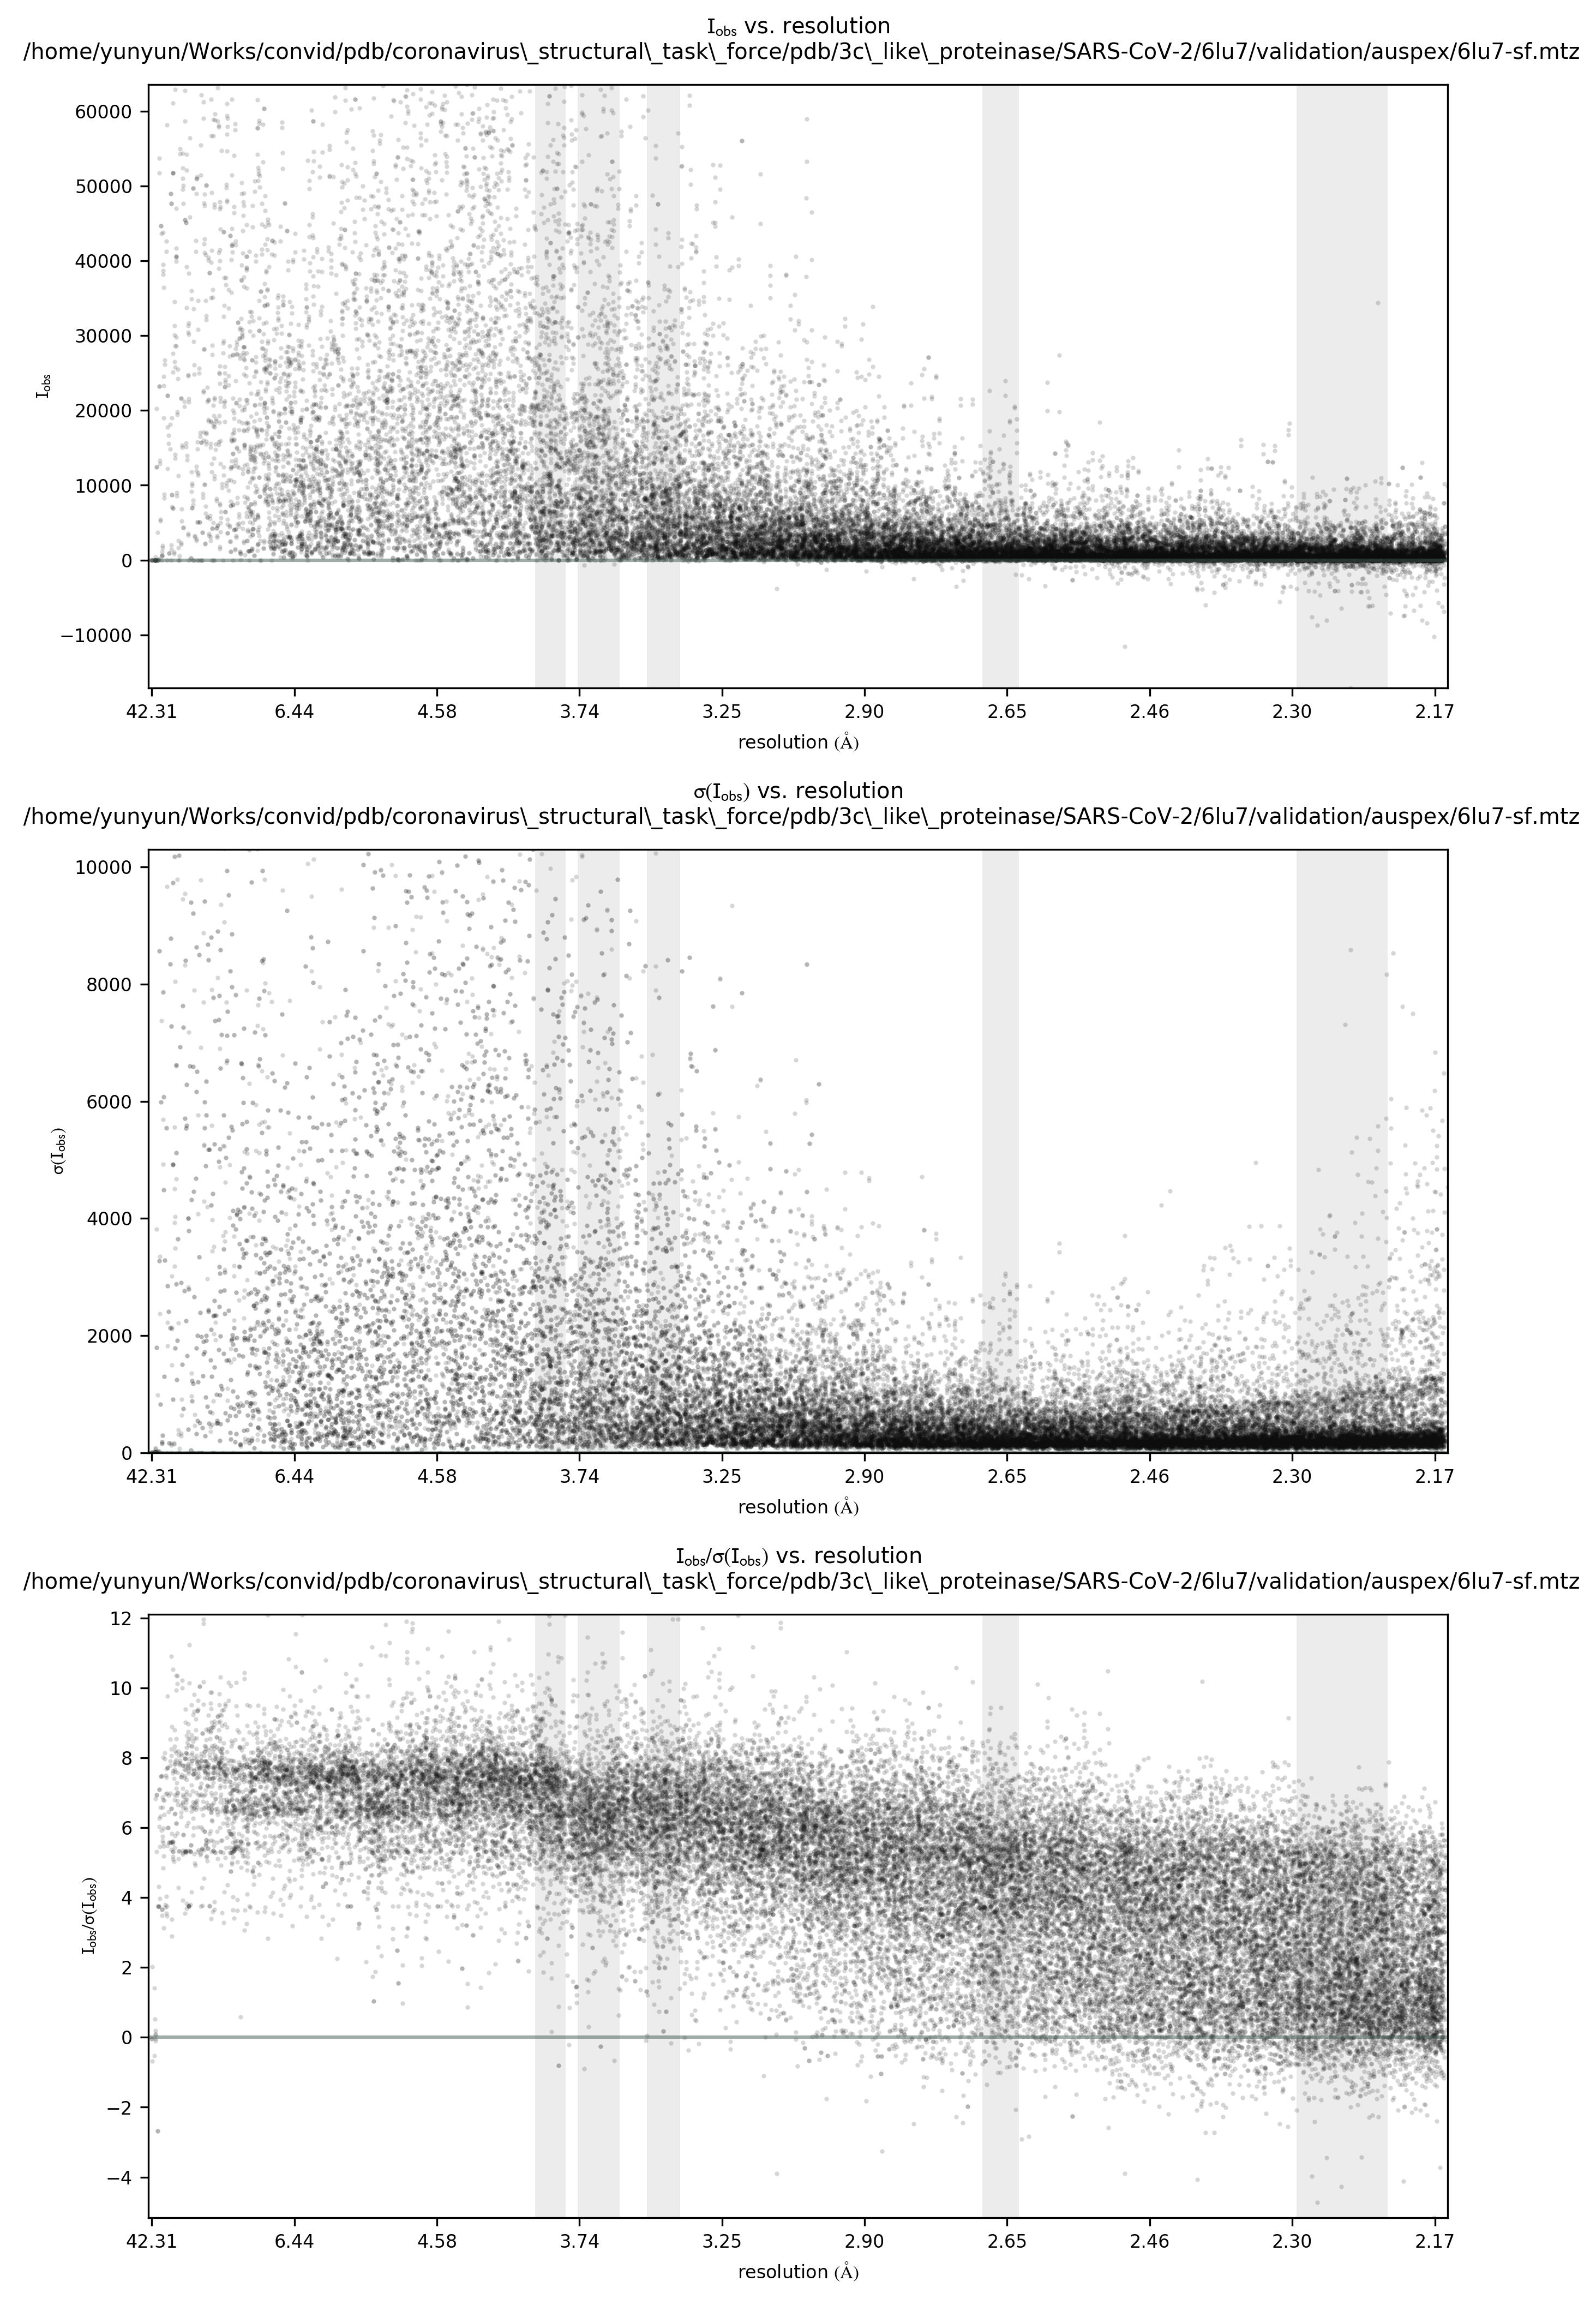 I_obs vs. resolution
/home/yunyun/Works/convid/pdb/coronavirus\_structural\_task\_force/pdb/3c\_like\_proteinase/SARS-CoV-2/6lu7/validation/auspex/6lu7-sf.mtz
60000
50000
40000
30000
20000
10000
0
−10000
I_obs
42.31 6.44 4.58 3.74 3.25 2.90 2.65 2.46 2.30 2.17
resolution (Å)
σ(I_obs) vs. resolution
/home/yunyun/Works/convid/pdb/coronavirus\_structural\_task\_force/pdb/3c\_like\_proteinase/SARS-CoV-2/6lu7/validation/auspex/6lu7-sf.mtz
10000
8000
6000
4000
2000
0
σ(I_obs)
42.31 6.44 4.58 3.74 3.25 2.90 2.65 2.46 2.30 2.17
resolution (Å)
I_obs/σ(I_obs) vs. resolution
/home/yunyun/Works/convid/pdb/coronavirus\_structural\_task\_force/pdb/3c\_like\_proteinase/SARS-CoV-2/6lu7/validation/auspex/6lu7-sf.mtz
12
10
8
6
4
2
0
−2
−4
I_obs/σ(I_obs)
42.31 6.44 4.58 3.74 3.25 2.90 2.65 2.46 2.30 2.17
resolution (Å)